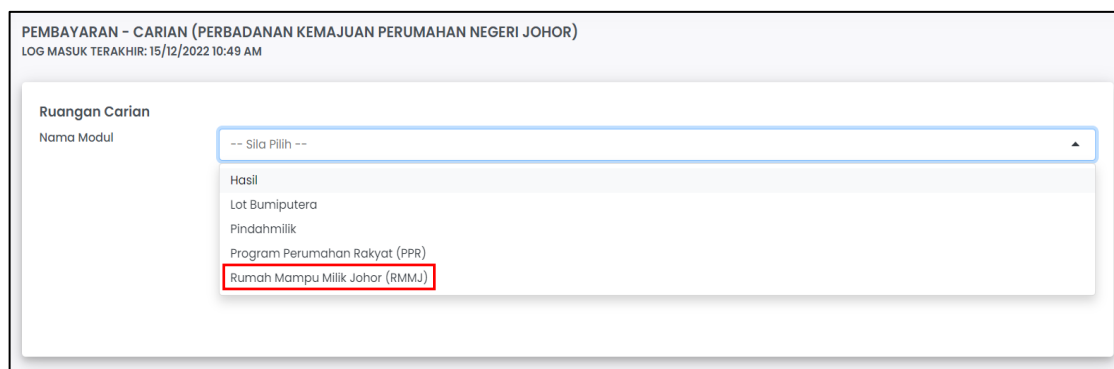 PEMBAYARAN - CARIAN (PERBADANAN KEMAJUAN PERUMAHAN NEGERI JOHOR)
LOG MASUK TERAKHIR: 15/12/2022 10:49 AM
Ruangan Carian
Nama Modul
-- Sila Pilih --
Hasil
Lot Bumiputera
Pindahmilik
Program Perumahan Rakyat (PPR)
Rumah Mampu Milik Johor (RMMJ)